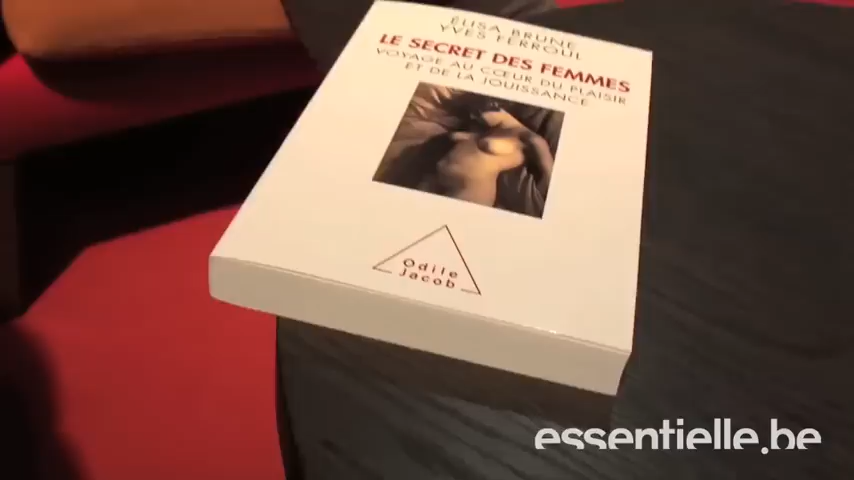 ÉLISA BRUNE
YVES FERROUL
LE SECRET DES FEMMES
VOYAGE AU CŒUR DU PLAISIR
ET DE LA JOUISSANCE
Odile
Jacob
essentielle.be